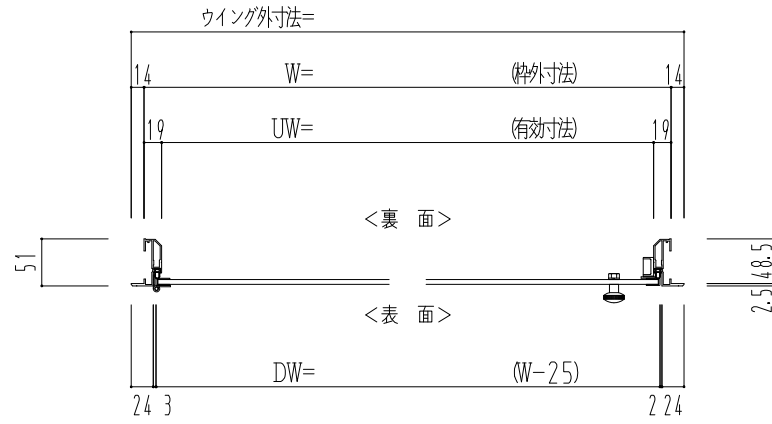 ウイング外寸法=
14 W= (枠外寸法) 14
19 UW= (有効寸法) 19
<裏 面>
51
48.5
2.5
<表 面>
DW= (W-25)
24 3 2 24